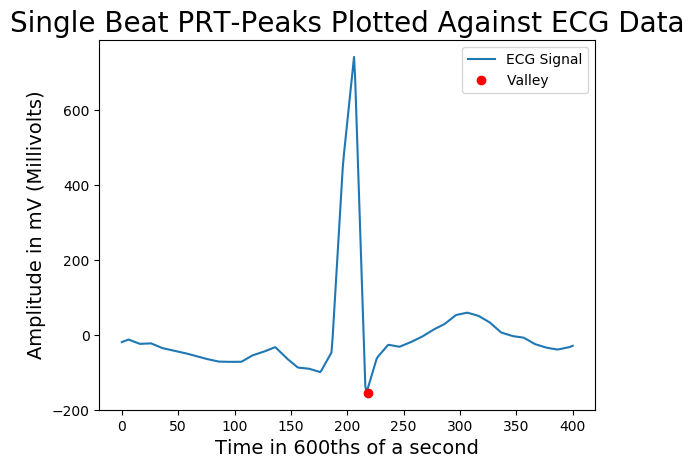 Single Beat PRT-Peaks Plotted Against ECG Data
ECG Signal
Valley
Amplitude in mV (Millivolts)
600
400
200
0
−200
0 50 100 150 200 250 300 350 400
Time in 600ths of a second